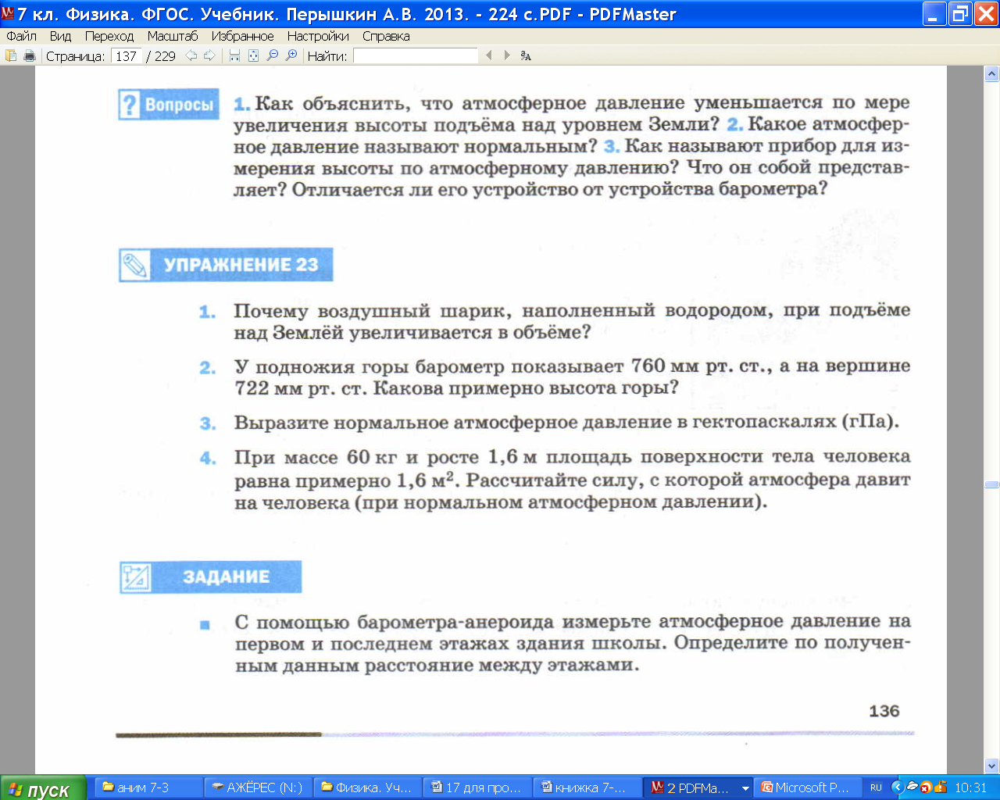 7 кл. Физика. ФГОС. Учебник. Перышкин А.В. 2013. - 224 с.PDF - PDFMaster
Файл Вид Переход Масштаб Избранное Настройки Справка
Страница: 137 / 229 Найти:
? Вопросы
1. Как объяснить, что атмосферное давление уменьшается по мере
увеличения высоты подъёма над уровнем Земли? 2. Какое атмосфер-
ное давление называют нормальным? 3. Как называют прибор для из-
мерения высоты по атмосферному давлению? Что он собой представ-
ляет? Отличается ли его устройство от устройства барометра?
УПРАЖНЕНИЕ 23
1. Почему воздушный шарик, наполненный водородом, при подъёме
над Землёй увеличивается в объёме?
2. У подножия горы барометр показывает 760 мм рт. ст., а на вершине
722 мм рт. ст. Какова примерно высота горы?
3. Выразите нормальное атмосферное давление в гектопаскалях (гПа).
4. При массе 60 кг и росте 1,6 м площадь поверхности тела человека
равна примерно 1,6 м². Рассчитайте силу, с которой атмосфера давит
на человека (при нормальном атмосферном давлении).
ЗАДАНИЕ
С помощью барометра-анероида измерьте атмосферное давление на
первом и последнем этажах здания школы. Определите по получен-
ным данным расстояние между этажами.
136
пуск аним 7-3 АЖЁРЕС (N:) Физика. Уч... 17 для про... книжка 7-... 2 PDFMa... Microsoft P... RU 10:31